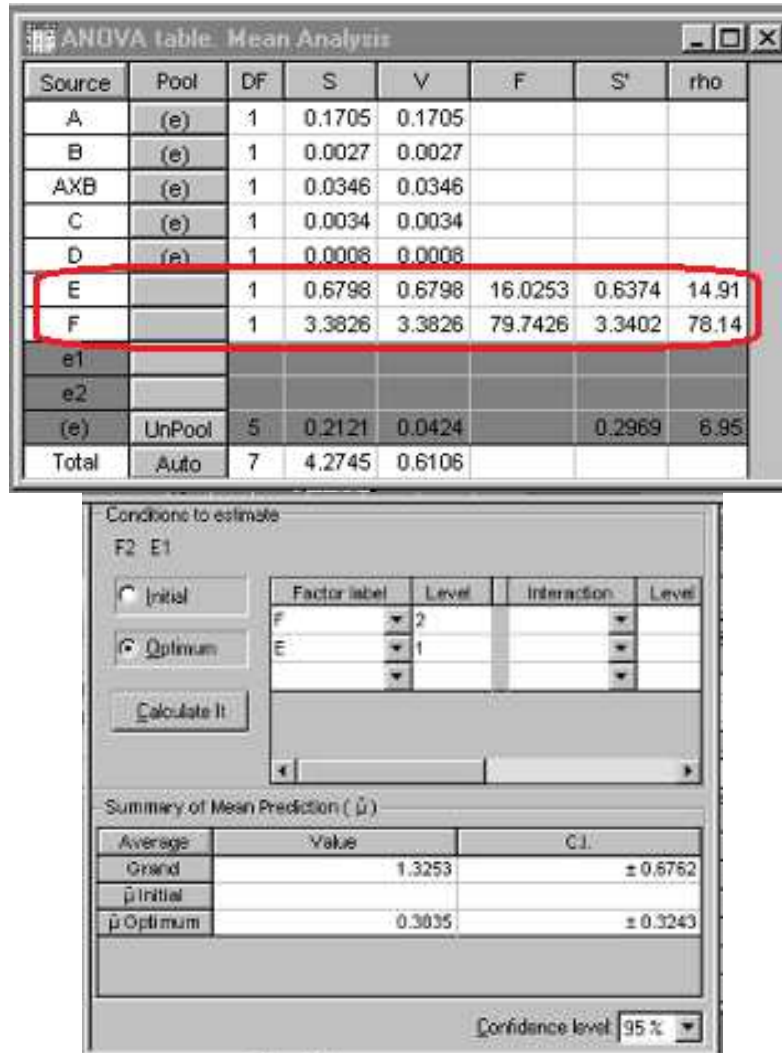 ANOVA table. Mean Analysis
Source Pool DF S V F S' rho
A (e) 1 0.1705 0.1705
B (e) 1 0.0027 0.0027
AXB (e) 1 0.0346 0.0346
C (e) 1 0.0034 0.0034
D (e) 1 0.0008 0.0008
E 1 0.6798 0.6798 16.0253 0.6374 14.91
F 1 3.3826 3.3826 79.7426 3.3402 78.14
e1
e2
(e) UnPool 5 0.2121 0.0424 0.2969 6.95
Total Auto 7 4.2745 0.6106
Conditions to estimate
F2 E1
Initial
Optimum
Calculate It
Factor label Level Interaction Level
F 2
E 1
Summary of Mean Prediction ( μ̂ )
Average Value C.I.
Grand 1.3253 ± 0.6762
μ̂ Initial
μ̂ Optimum 0.3035 ± 0.3243
Confidence level: 95 %